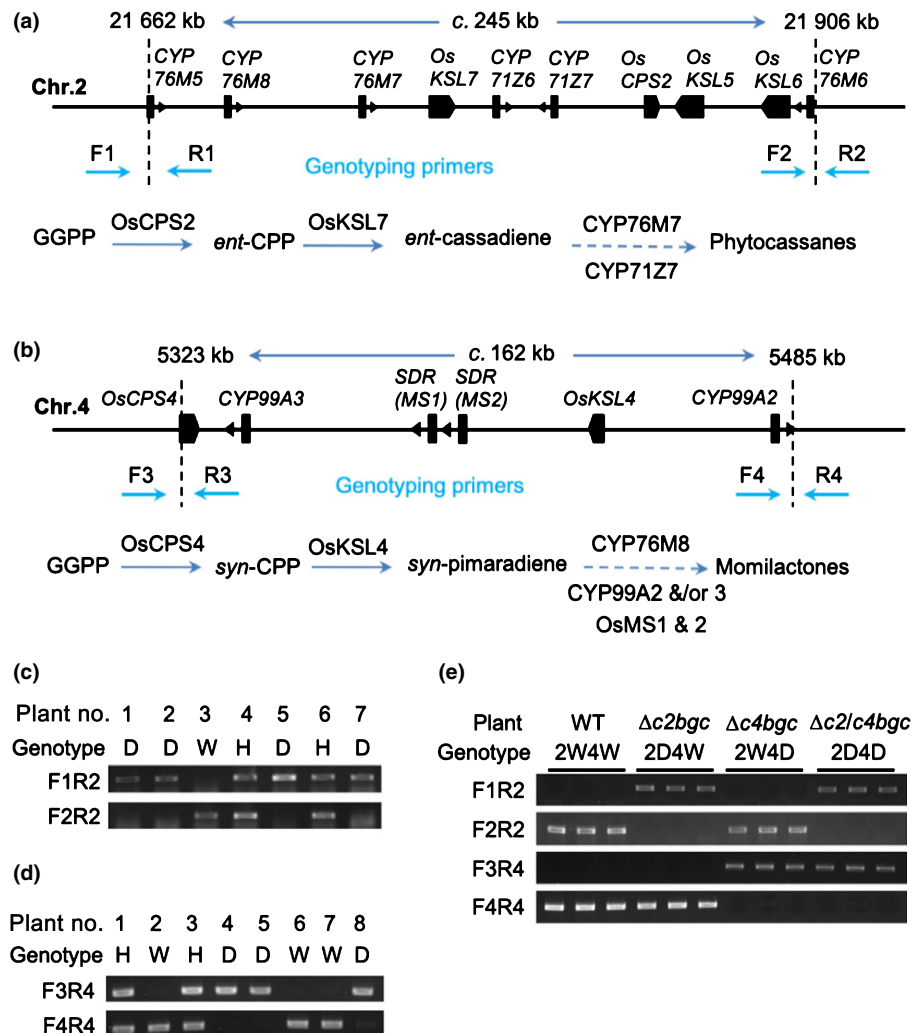 (a)
21 662 kb c. 245 kb 21 906 kb
CYP 76M5 CYP 76M8 CYP 76M7 Os KSL7 CYP 71Z6 CYP 71Z7 Os CPS2 Os KSL5 Os KSL6 CYP 76M6
Chr.2
F1 R1 Genotyping primers F2 R2
GGPP OsCPS2 ent-CPP OsKSL7 ent-cassadiene CYP76M7 CYP71Z7 Phytocassanes
(b)
5323 kb c. 162 kb 5485 kb
OsCPS4 CYP99A3 SDR (MS1) SDR (MS2) OsKSL4 CYP99A2
Chr.4
F3 R3 Genotyping primers F4 R4
GGPP OsCPS4 syn-CPP OsKSL4 syn-pimaradiene CYP76M8 CYP99A2 &/or 3 OsMS1 & 2 Momilactones
(c)
Plant no. 1 2 3 4 5 6 7
Genotype D D W H D H D
F1R2
F2R2
(d)
Plant no. 1 2 3 4 5 6 7 8
Genotype H W H D D W W D
F3R4
F4R4
(e)
Plant WT Δc2bgc Δc4bgc Δc2/c4bgc
Genotype 2W4W 2D4W 2W4D 2D4D
F1R2
F2R2
F3R4
F4R4